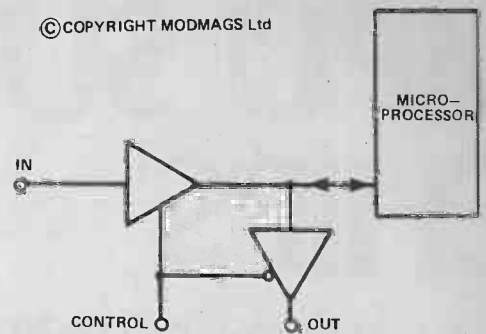 ©COPYRIGHT MODMAGS Ltd
MICRO-
PROCESSOR
IN
CONTROL
OUT